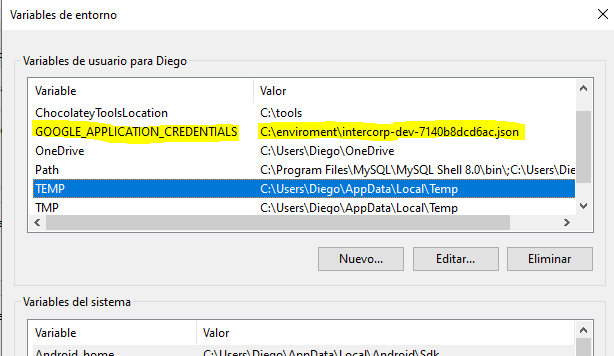 Variables de entorno
Variables de usuario para Diego
Variable Valor
ChocolateyToolsLocation C:\tools
GOOGLE_APPLICATION_CREDENTIALS C:\enviroment\intercorp-dev-7140b8dcd6ac.json
OneDrive C:\Users\Diego\OneDrive
Path C:\Program Files\MySQL\MySQL Shell 8.0\bin\;C:\Users\Die
TEMP C:\Users\Diego\AppData\Local\Temp
TMP C:\Users\Diego\AppData\Local\Temp
Nuevo... Editar... Eliminar
Variables del sistema
Variable Valor
Android_home C:\Users\Diego\AppData\Local\Android\Sdk